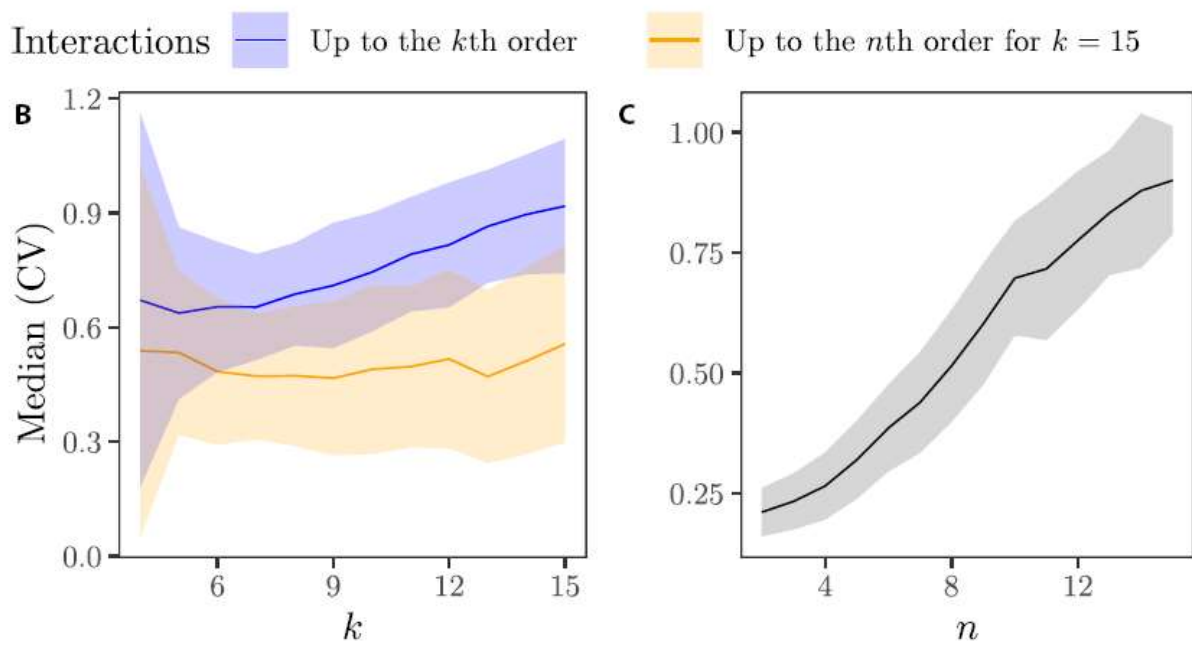 Interactions Up to the kth order Up to the nth order for k = 15
B
C
Median (CV)
1.2
0.9
0.6
0.3
0.0
6 9 12 15
k
1.00
0.75
0.50
0.25
4 8 12
n